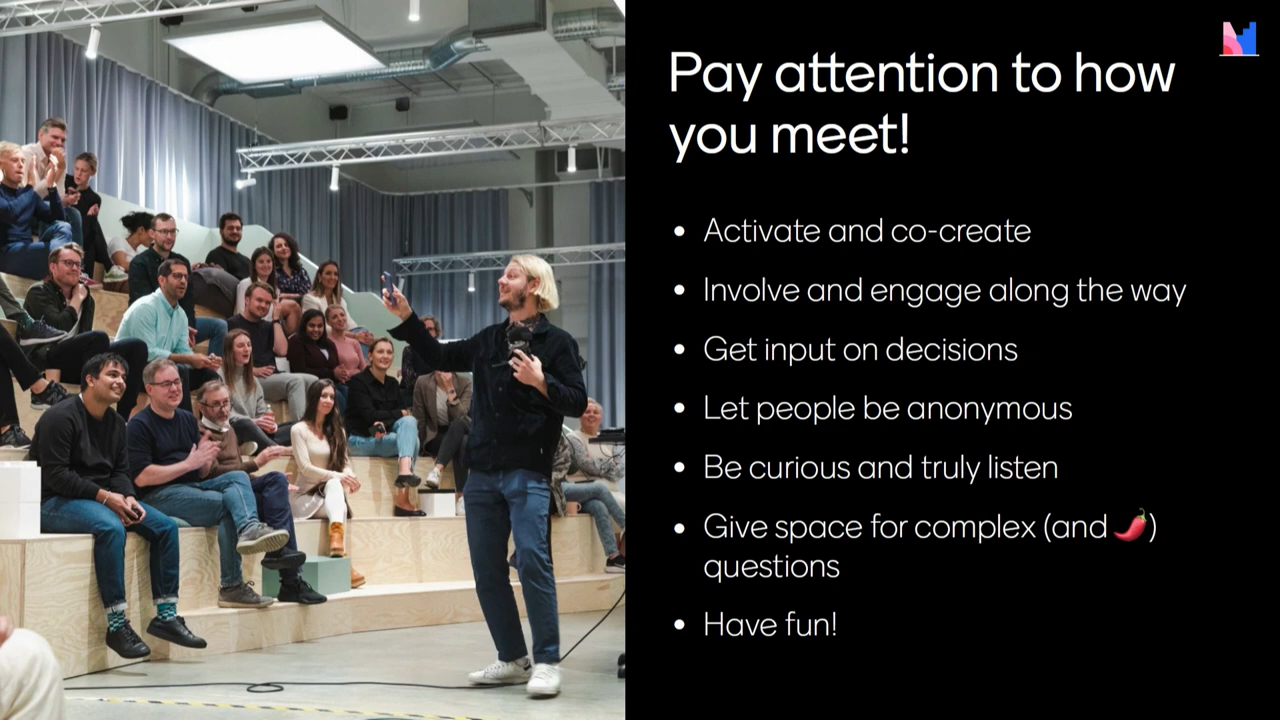 Pay attention to how
you meet!
• Activate and co-create
• Involve and engage along the way
• Get input on decisions
• Let people be anonymous
• Be curious and truly listen
• Give space for complex (and 🌶️)
questions
• Have fun!